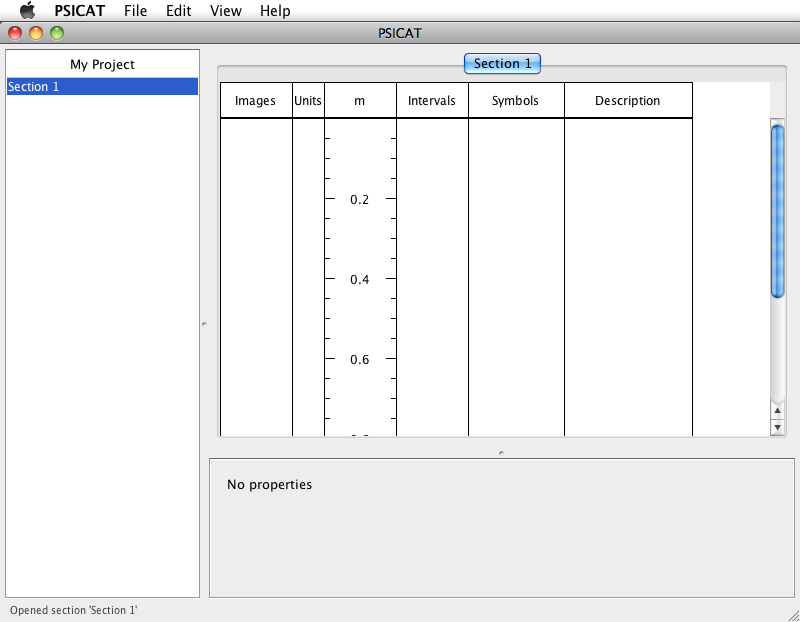 PSICAT File Edit View Help
PSICAT
My Project
Section 1
Section 1
Images Units m Intervals Symbols Description
0.2
0.4
0.6
No properties
Opened section 'Section 1'